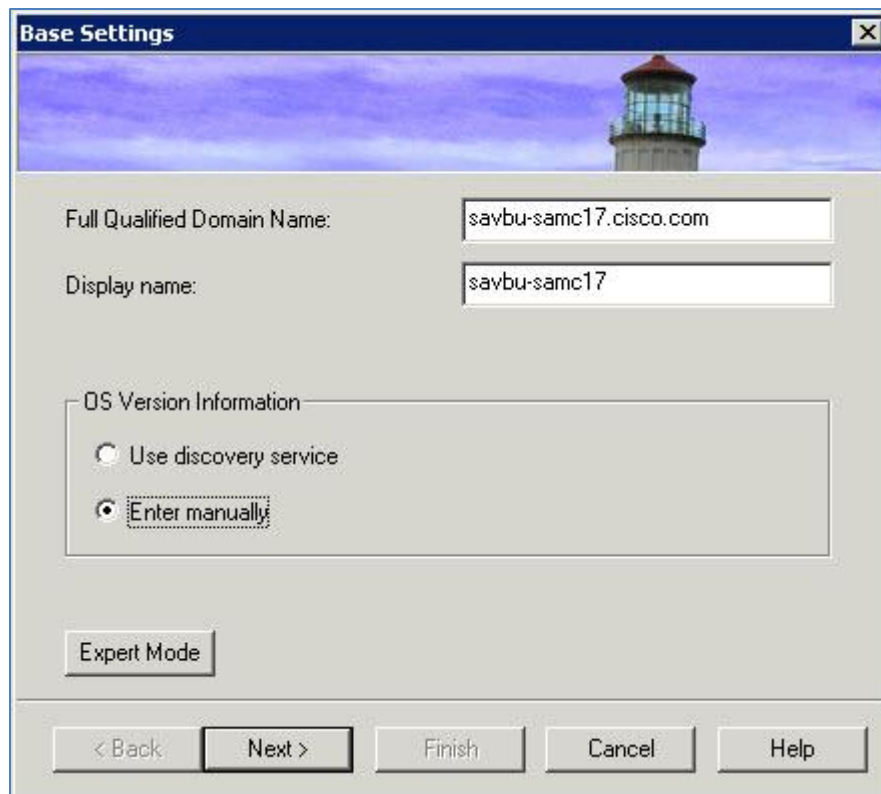 Base Settings
Full Qualified Domain Name: savbu-samc17.cisco.com
Display name: savbu-samc17
OS Version Information
Use discovery service
Enter manually
Expert Mode
< Back Next > Finish Cancel Help